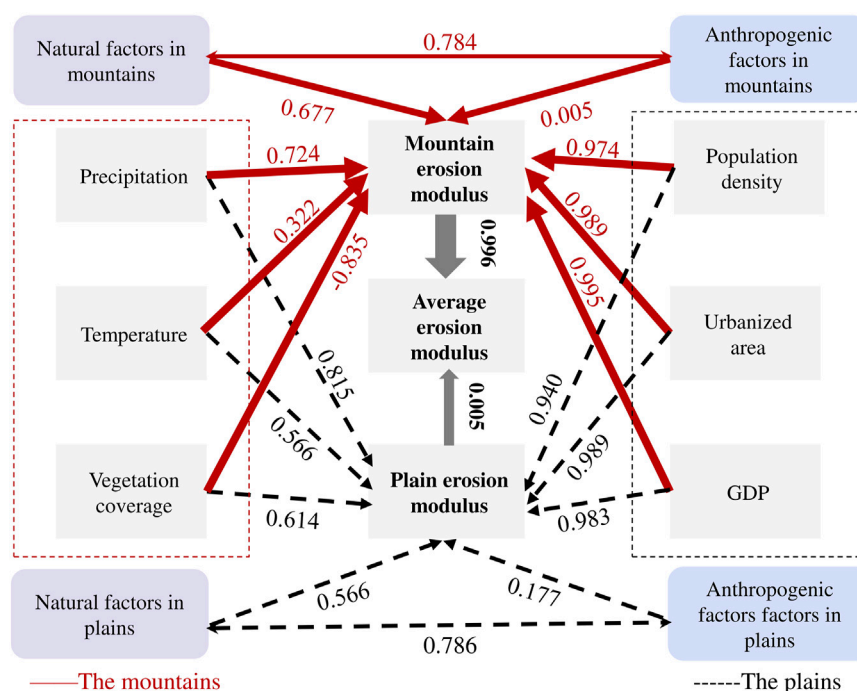 0.784
Natural factors in
mountains
Anthropogenic
factors in
mountains
0.677
0.005
Precipitation
0.724
Mountain
erosion
modulus
0.974
Population
density
0.322
-0.835
0.996
0.989
0.995
Temperature
Average
erosion
modulus
Urbanized
area
0.815
0.566
0.005
0.940
0.989
Vegetation
coverage
0.614
Plain erosion
modulus
0.983
GDP
Natural factors in
plains
0.566
0.177
0.786
Anthropogenic
factors factors in
plains
The mountains
The plains